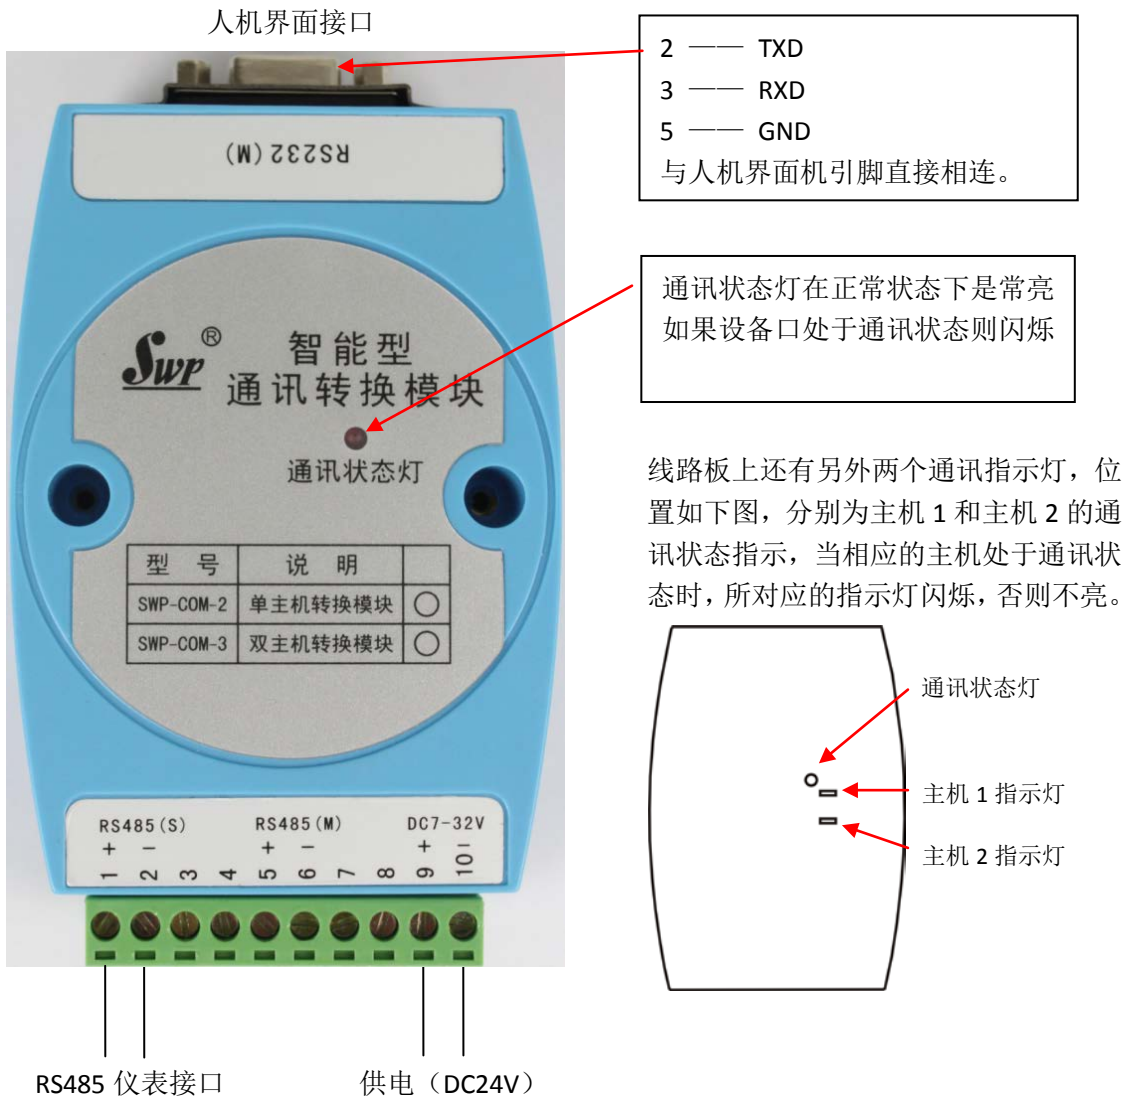 人机界面接口
2 —— TXD
3 —— RXD
5 —— GND
与人机界面机引脚直接相连。
RS232(M)
通讯状态灯在正常状态下是常亮
如果设备口处于通讯状态则闪烁
Swp®
智能型
通讯转换模块
通讯状态灯
型 号 说 明
SWP-COM-2 单主机转换模块
SWP-COM-3 双主机转换模块
线路板上还有另外两个通讯指示灯，位
置如下图，分别为主机 1 和主机 2 的通
讯状态指示，当相应的主机处于通讯状
态时，所对应的指示灯闪烁，否则不亮。
通讯状态灯
主机 1 指示灯
主机 2 指示灯
RS485(S) RS485(M) DC7-32V
+ − + − + −
1 2 3 4 5 6 7 8 9 10
RS485 仪表接口
供电（DC24V）